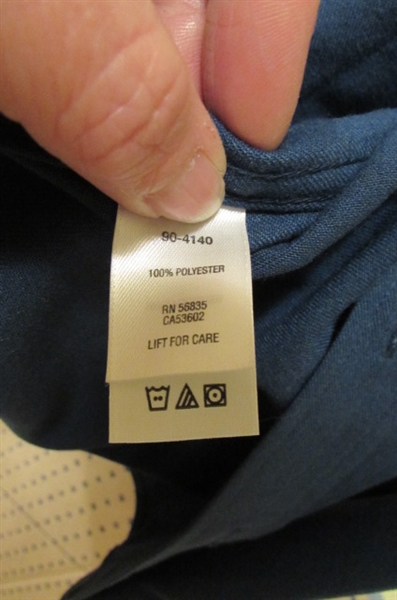 90-4140
100% POLYESTER
RN 56835
CA53602
LIFT FOR CARE